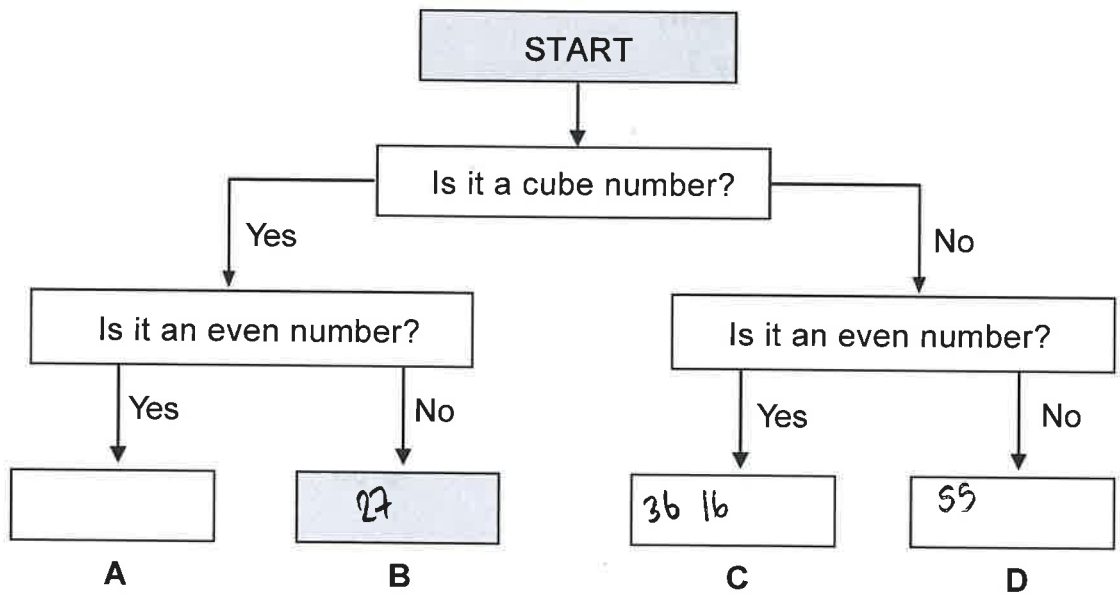 START
Is it a cube number?
Yes
No
Is it an even number?
Is it an even number?
Yes
No
Yes
No
27
36 16
55
A
B
C
D